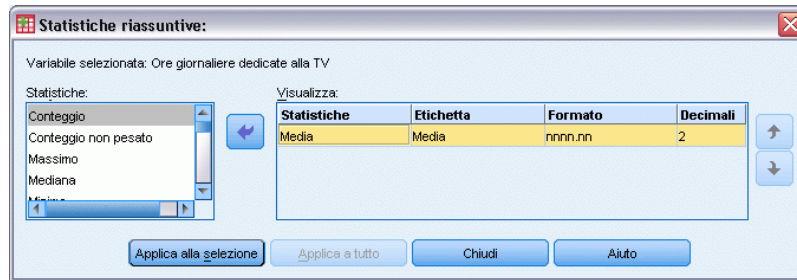 Statistiche riassuntive:
Variabile selezionata: Ore giornaliere dedicate alla TV
Statistiche:
Conteggio
Conteggio non pesato
Massimo
Mediana
Minimo
Visualizza:
Statistiche Etichetta Formato Decimali
Media Media nnnn.nn 2
Applica alla selezione Applica a tutto Chiudi Aiuto